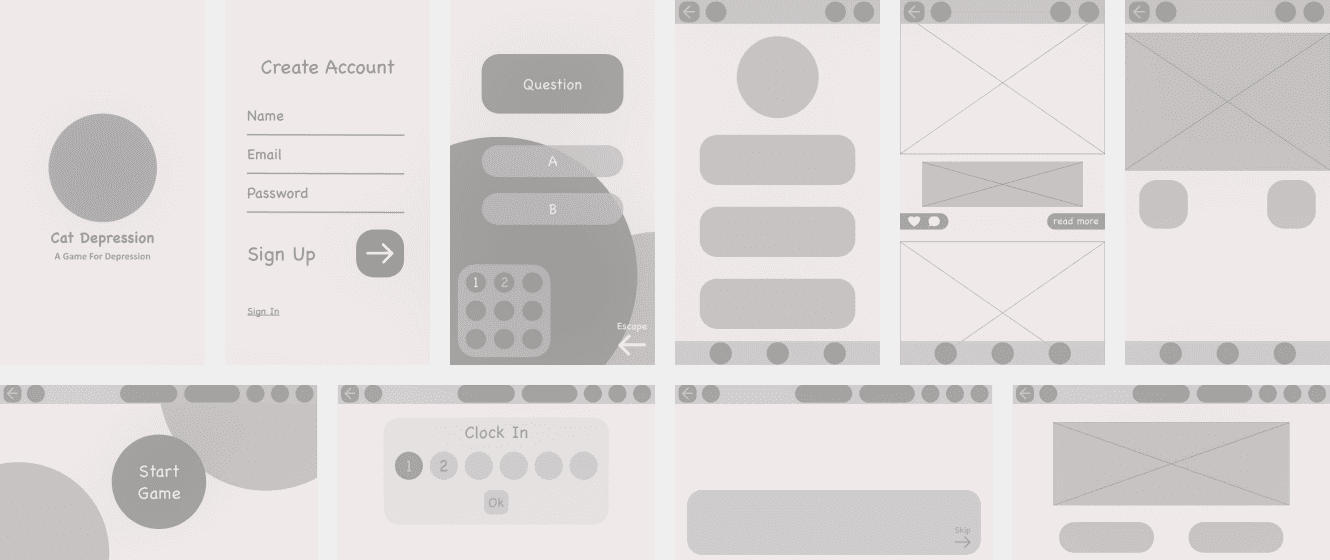 Cat Depression
A Game For Depression
Create Account
Name
Email
Password
Sign Up
Sign In
Question
A
B
1 2
Escape
read more
Start
Game
Clock In
1 2
Ok
Skip